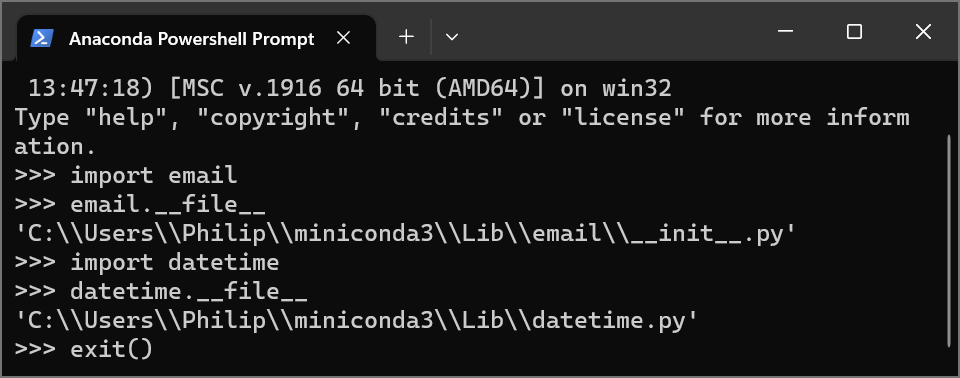 Anaconda Powershell Prompt
13:47:18) [MSC v.1916 64 bit (AMD64)] on win32
Type "help", "copyright", "credits" or "license" for more inform
ation.
>>> import email
>>> email.__file__
'C:\\Users\\Philip\\miniconda3\\Lib\\email\\__init__.py'
>>> import datetime
>>> datetime.__file__
'C:\\Users\\Philip\\miniconda3\\Lib\\datetime.py'
>>> exit()